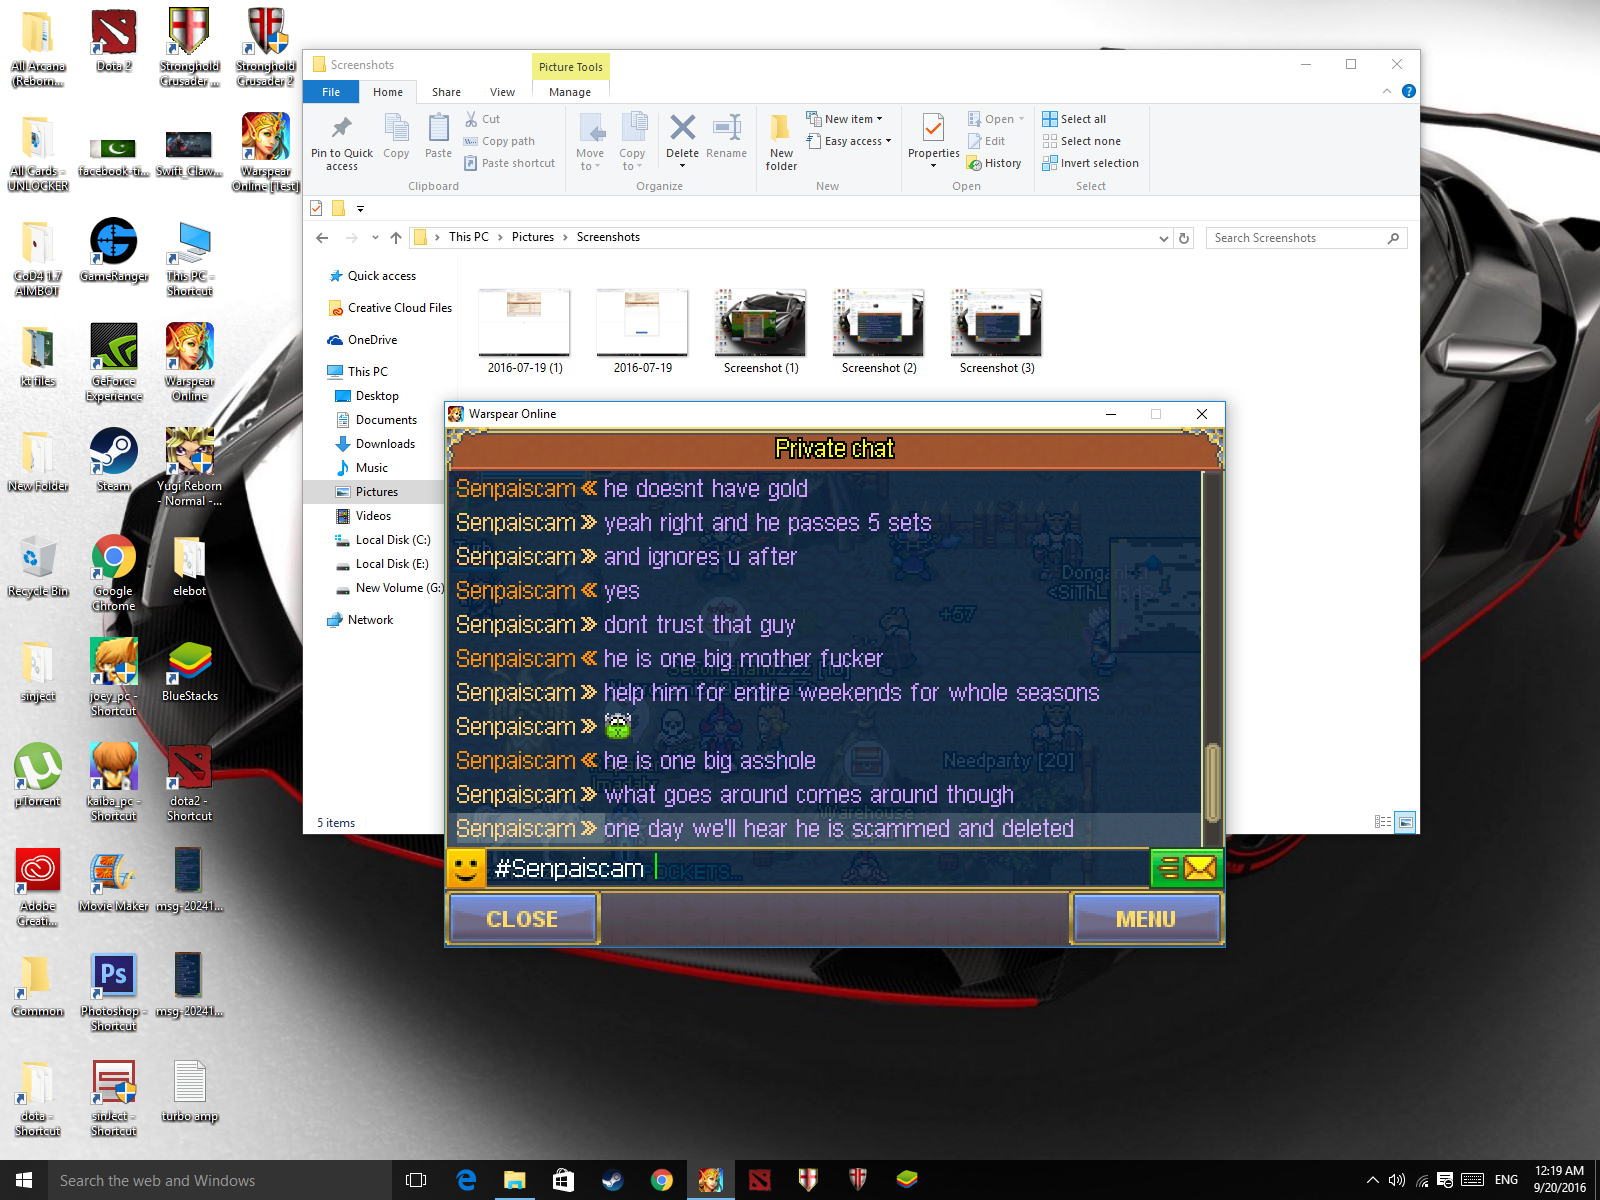 All Arcana
(Reborn...
Dota 2
Stronghold
Crusader ...
Stronghold
Crusader 2
All Cards -
UNLOCKER
facebook-ti...
Swift_Claw...
Warspear
Online [Test]
CoD4 1.7
AIMBOT
GameRanger
This PC -
Shortcut
kt files
GeForce
Experience
Warspear
Online
New Folder
Steam
Yugi Reborn
- Normal -...
Recycle Bin
Google
Chrome
elebot
sinject
joey_pc -
Shortcut
BlueStacks
µTorrent
kaiba_pc -
Shortcut
dota2 -
Shortcut
Adobe
Creati...
Movie Maker
msg-20241...
Common
Ps
Photoshop -
Shortcut
msg-20241...
dota -
Shortcut
sinJect -
Shortcut
turbo amp
Screenshots
Picture Tools
File
Home
Share
View
Manage
Pin to Quick
access
Copy
Paste
Cut
Copy path
Paste shortcut
Clipboard
Move
to
Copy
to
Delete
Rename
Organize
New
folder
New item
Easy access
New
Properties
Open
Edit
History
Open
Select all
Select none
Invert selection
Select
This PC > Pictures > Screenshots
Search Screenshots
Quick access
Creative Cloud Files
OneDrive
This PC
Desktop
Documents
Downloads
Music
Pictures
Videos
Local Disk (C:)
Local Disk (E:)
New Volume (G:)
Network
2016-07-19 (1)
2016-07-19
Screenshot (1)
Screenshot (2)
Screenshot (3)
5 items
Warspear Online
Private chat
Senpaiscam « he doesnt have gold
Senpaiscam » yeah right and he passes 5 sets
Senpaiscam » and ignores u after
Senpaiscam « yes
Senpaiscam » dont trust that guy
Senpaiscam « he is one big mother fucker
Senpaiscam » help him for entire weekends for whole seasons
Senpaiscam »
Senpaiscam « he is one big asshole
Senpaiscam » what goes around comes around though
Senpaiscam » one day we'll hear he is scammed and deleted
+67
Needparty [20]
Warehouse
#Senpaiscam
CLOSE
MENU
Search the web and Windows
ENG
12:19 AM
9/20/2016